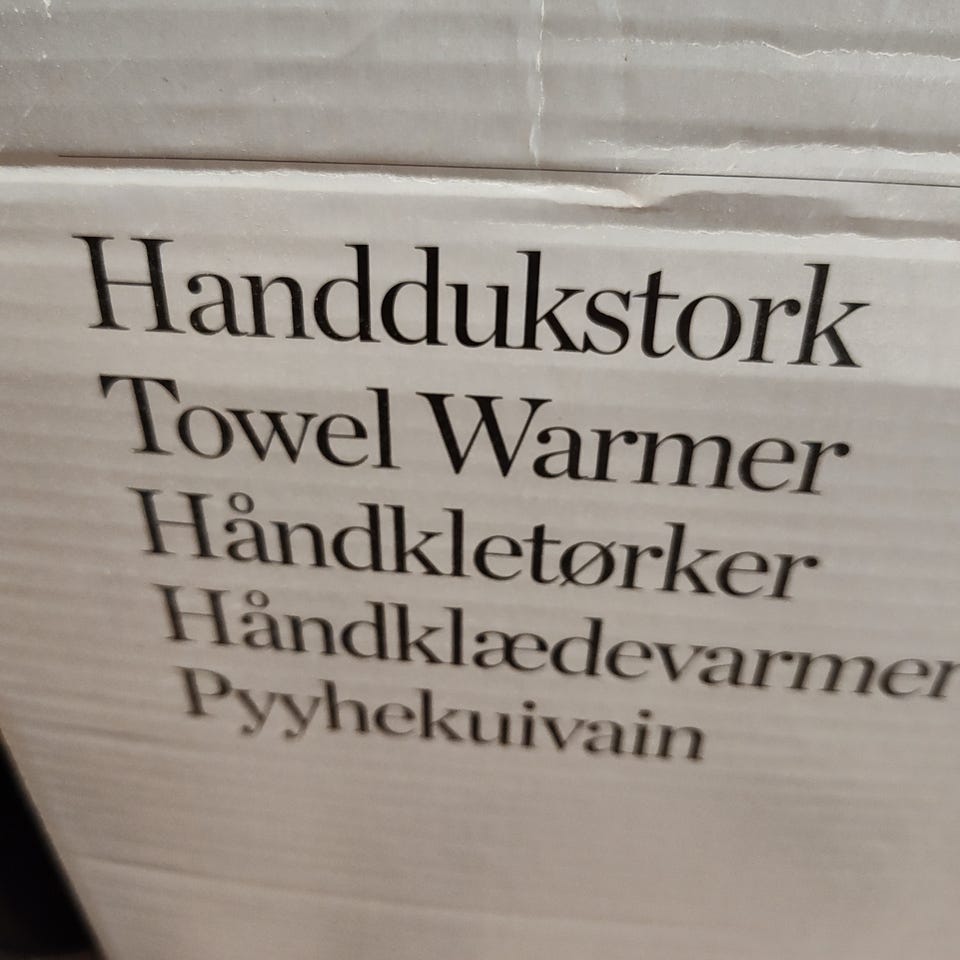 Handdukstork
Towel Warmer
Håndkletørker
Håndklædevarmer
Pyyhekuivain